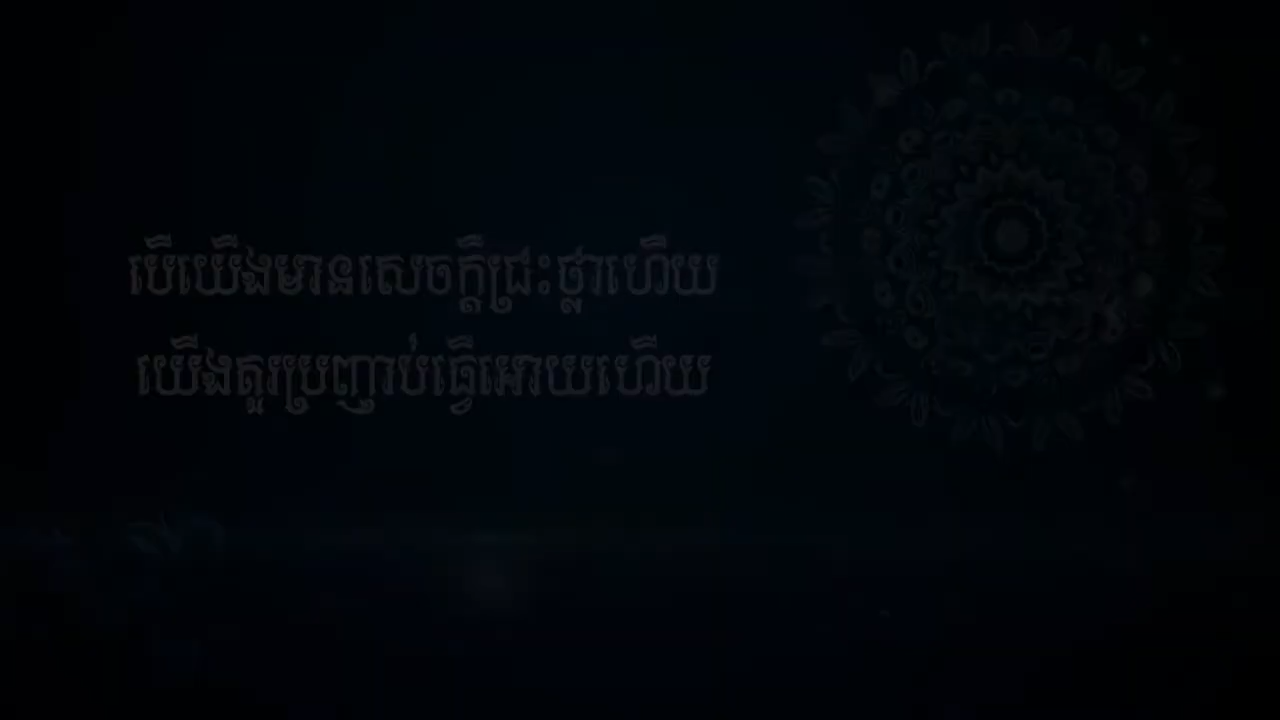 បើយើងមានសេចក្ដីជ្រះថ្លាហើយ
យើងគួរប្រញាប់ធ្វើអោយហើយ